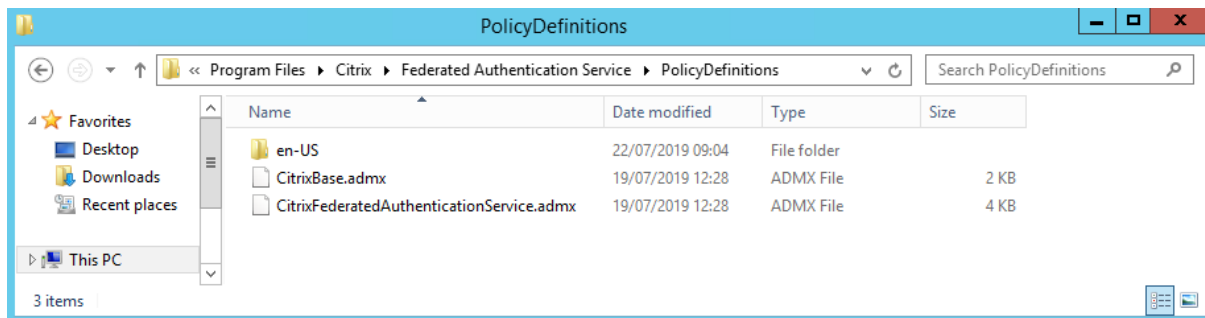 PolicyDefinitions
« Program Files Citrix Federated Authentication Service PolicyDefinitions Search PolicyDefinitions
Favorites Name Date modified Type Size
Desktop en-US 22/07/2019 09:04 File folder
Downloads CitrixBase.admx 19/07/2019 12:28 ADMX File 2 KB
Recent places CitrixFederatedAuthenticationService.admx 19/07/2019 12:28 ADMX File 4 KB
This PC
3 items